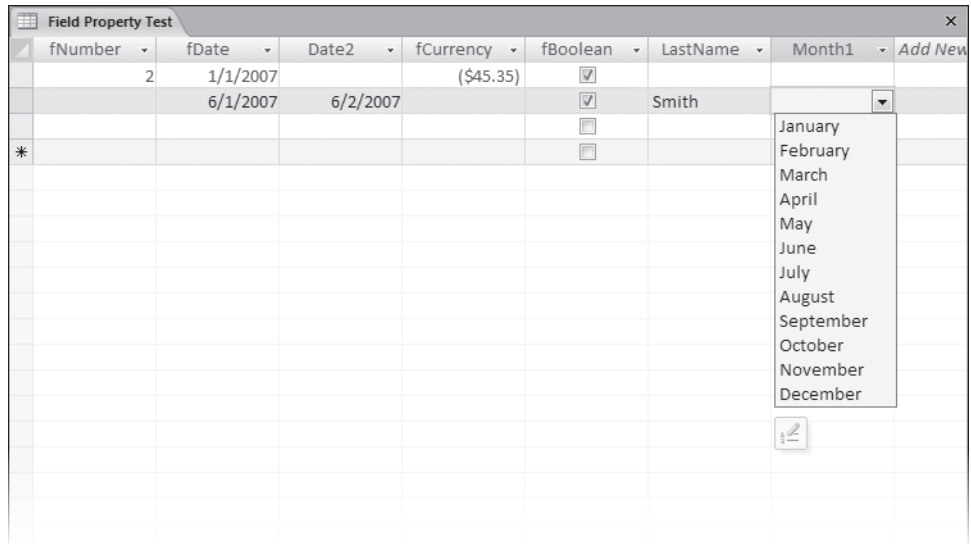 Field Property Test
fNumber fDate Date2 fCurrency fBoolean LastName Month1 Add New
2 1/1/2007 ($45.35)
6/1/2007 6/2/2007 Smith
January
February
March
April
May
June
July
August
September
October
November
December